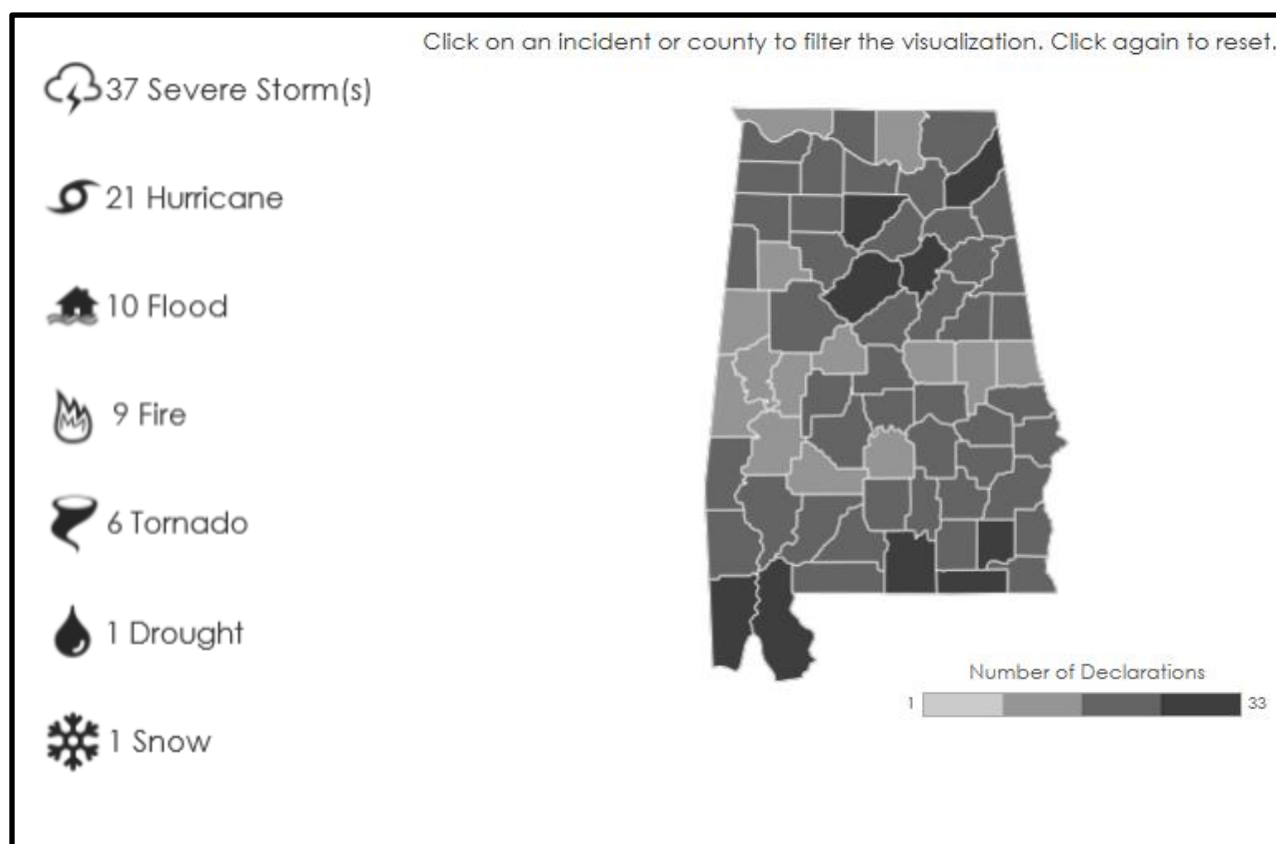 Click on an incident or county to filter the visualization. Click again to reset.
37 Severe Storm(s)
21 Hurricane
10 Flood
9 Fire
6 Tornado
1 Drought
1 Snow
Number of Declarations
1 33